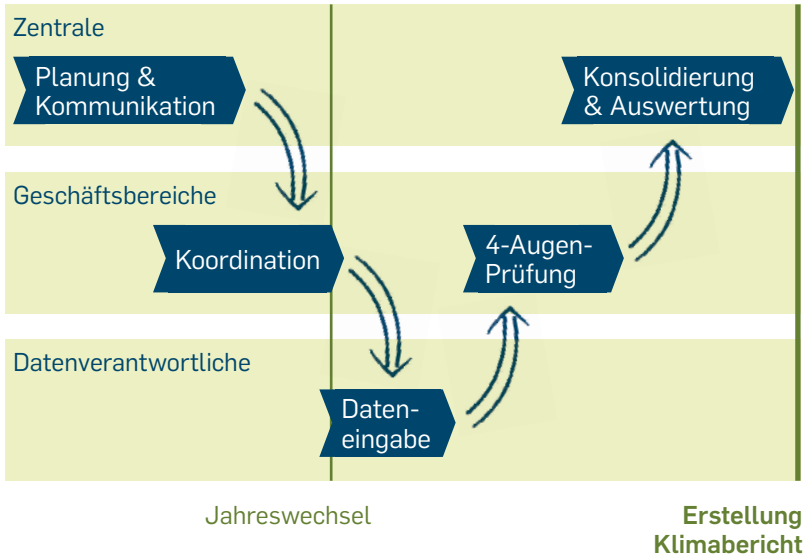 Zentrale
Planung &
Kommunikation
Konsolidierung
& Auswertung
Geschäftsbereiche
Koordination
4-Augen-
Prüfung
Datenverantwortliche
Daten-
eingabe
Jahreswechsel
Erstellung
Klimabericht